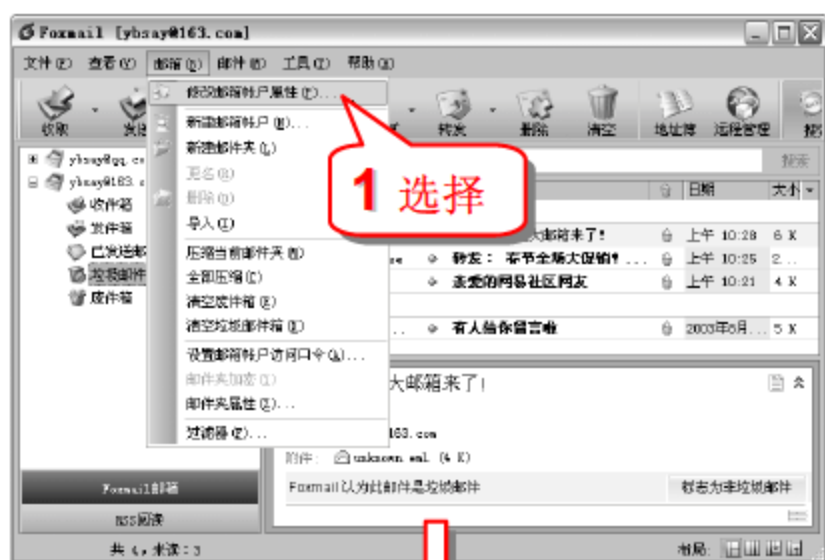 Foxmail [ybsay@163.com]
文件(F) 查看(V) 邮箱(B) 邮件(M) 工具(T) 帮助(H)
收取 发送 转发 删除 清空 地址簿 远程管理
修改邮箱帐户属性(P)...
新建邮箱帐户(N)...
新建邮件夹(L)
更名(R)
删除(D)
导入(I)
压缩当前邮件夹
全部压缩(C)
清空废件箱(E)
清空垃圾邮件箱
设置邮箱帐户访问口令(A)...
邮件夹加密
邮件夹属性...
过滤器(F)...
1 选择
ybsay@qq.co
ybsay@163.c
收件箱
发件箱
已发送邮
垃圾邮件
废件箱
搜索
日期 大小
大邮箱来了! 上午 10:28 6 K
转发: 春节全场大促销! ... 上午 10:25 2...
亲爱的网易社区网友 上午 10:21 4 K
有人给你留言啦 2003年6月... 5 K
大邮箱来了!
163.com
附件: unknown.eml (4 K)
Foxmail认为此邮件是垃圾邮件 标志为非垃圾邮件
Foxmail邮箱
RSS阅读
共 4, 未读: 3
布局: